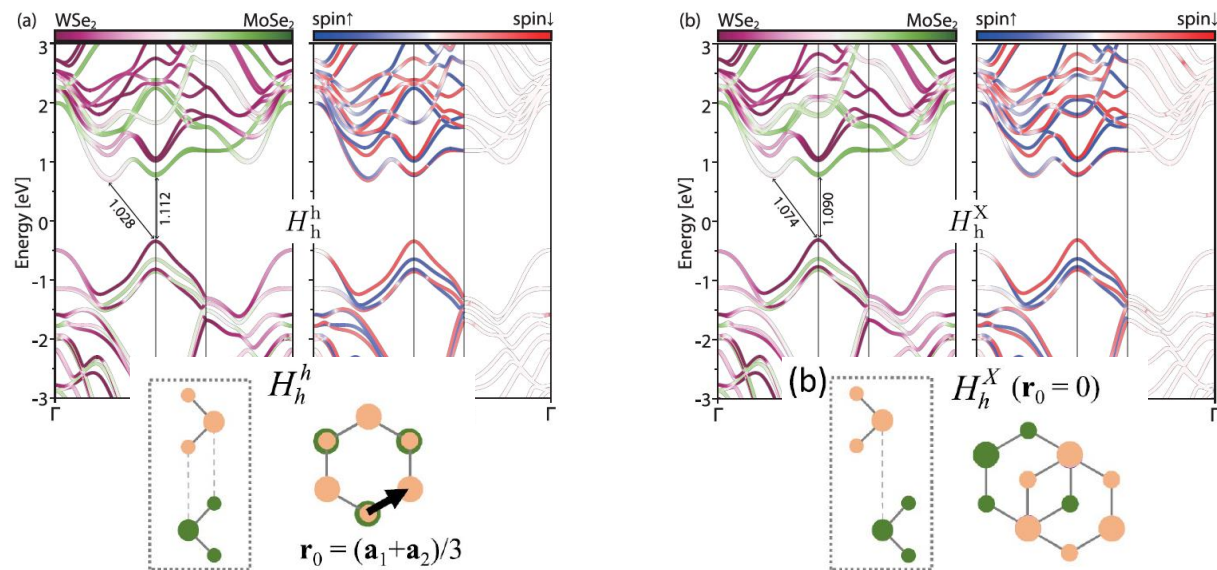 (a)
WSe₂ MoSe₂ spin↑ spin↓
3
2
1
0
-1
-2
-3
Energy [eV]
1.028
1.112
H_h^h
Γ Γ
H_h^h
r₀ = (a₁+a₂)/3
(b)
WSe₂ MoSe₂ spin↑ spin↓
3
2
1
0
-1
-2
-3
Energy [eV]
1.074
1.090
H_h^X
Γ Γ
(b) H_h^X (r₀ = 0)